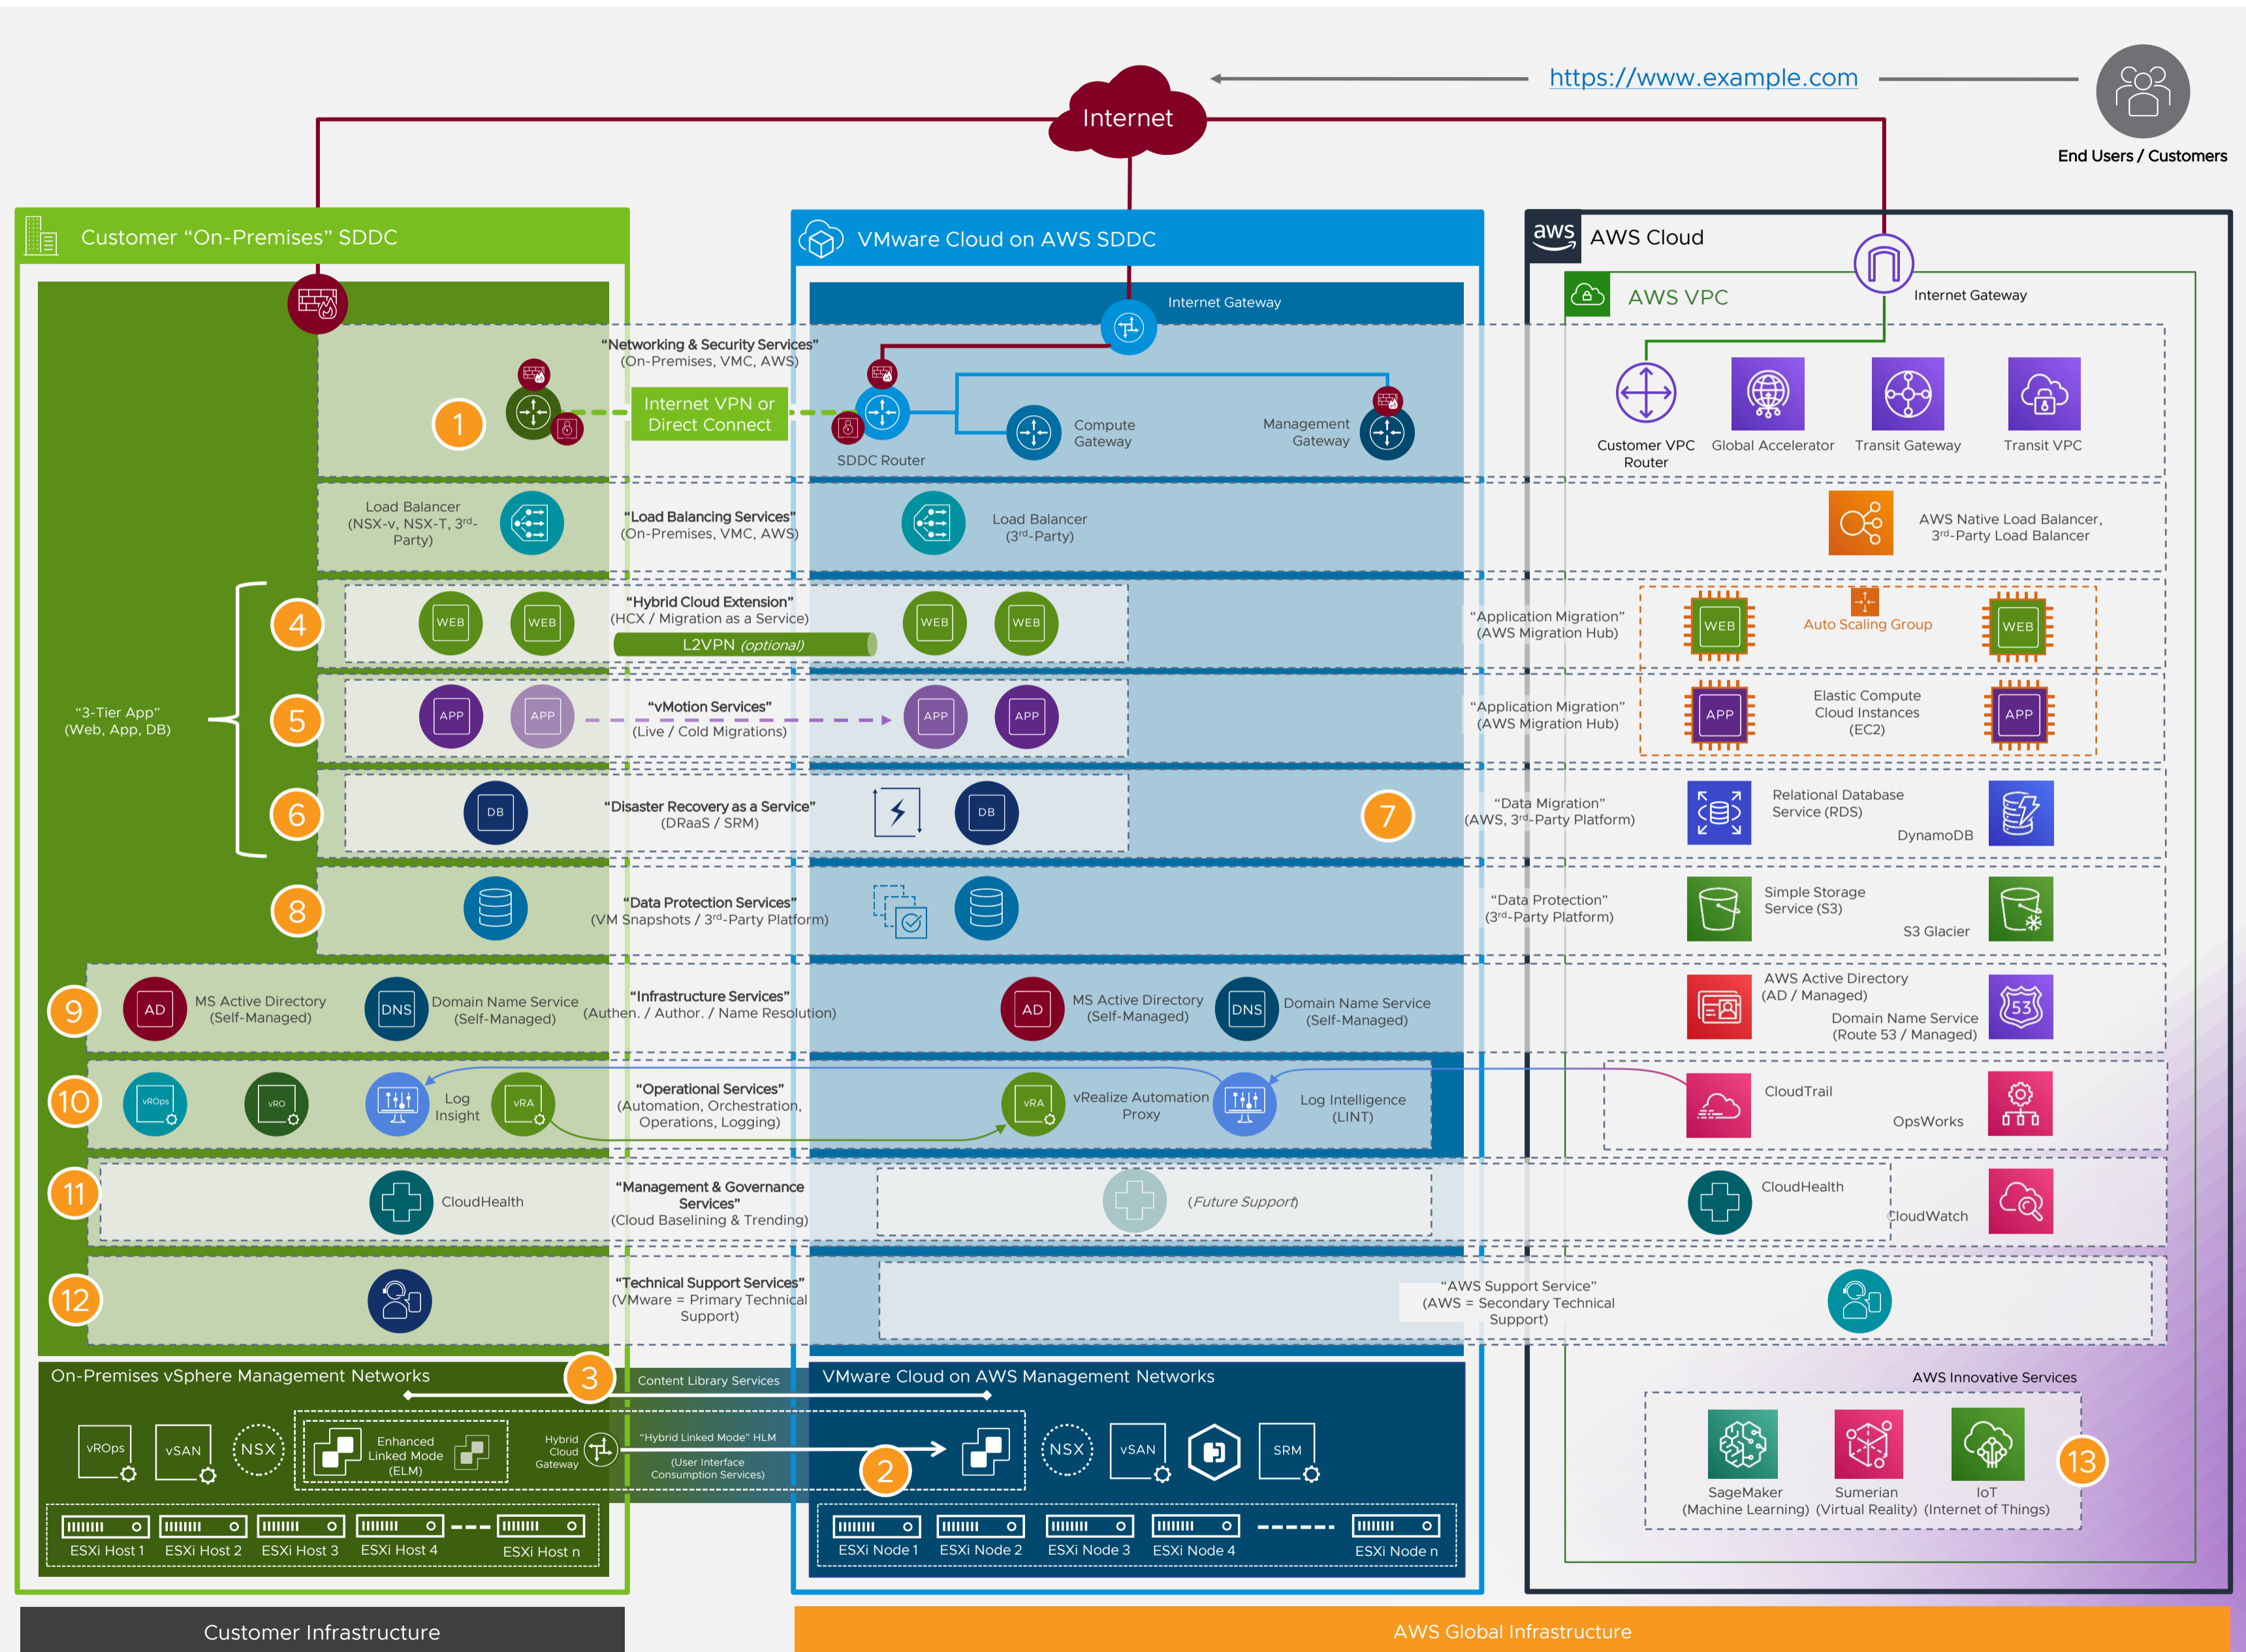 https://www.example.com
Internet
End Users / Customers
Customer “On-Premises” SDDC
VMware Cloud on AWS SDDC
aws
AWS Cloud
Internet Gateway
AWS VPC
Internet Gateway
“Networking & Security Services”
(On-Premises, VMC, AWS)
1
Internet VPN or
Direct Connect
SDDC Router
Compute
Gateway
Management
Gateway
Customer VPC
Router
Global Accelerator
Transit Gateway
Transit VPC
Load Balancer
(NSX-v, NSX-T, 3rd-
Party)
“Load Balancing Services”
(On-Premises, VMC, AWS)
Load Balancer
(3rd-Party)
AWS Native Load Balancer,
3rd-Party Load Balancer
4
WEB
WEB
“Hybrid Cloud Extension”
(HCX / Migration as a Service)
L2VPN (optional)
WEB
WEB
“Application Migration”
(AWS Migration Hub)
WEB
Auto Scaling Group
WEB
“3-Tier App”
(Web, App, DB)
5
APP
APP
“vMotion Services”
(Live / Cold Migrations)
APP
APP
“Application Migration”
(AWS Migration Hub)
APP
Elastic Compute
Cloud Instances
(EC2)
APP
6
DB
“Disaster Recovery as a Service”
(DRaaS / SRM)
DB
7
“Data Migration”
(AWS, 3rd-Party Platform)
Relational Database
Service (RDS)
DynamoDB
8
“Data Protection Services”
(VM Snapshots / 3rd-Party Platform)
“Data Protection”
(3rd-Party Platform)
Simple Storage
Service (S3)
S3 Glacier
9
AD
MS Active Directory
(Self-Managed)
DNS
Domain Name Service
(Self-Managed)
“Infrastructure Services”
(Authen. / Author. / Name Resolution)
AD
MS Active Directory
(Self-Managed)
DNS
Domain Name Service
(Self-Managed)
AWS Active Directory
(AD / Managed)
Domain Name Service
(Route 53 / Managed)
53
10
vROps
vRO
Log
Insight
vRA
“Operational Services”
(Automation, Orchestration,
Operations, Logging)
vRA
vRealize Automation
Proxy
Log Intelligence
(LINT)
CloudTrail
OpsWorks
11
CloudHealth
“Management & Governance
Services”
(Cloud Baselining & Trending)
(Future Support)
CloudHealth
CloudWatch
12
“Technical Support Services”
(VMware = Primary Technical
Support)
“AWS Support Service”
(AWS = Secondary Technical
Support)
On-Premises vSphere Management Networks
3
Content Library Services
VMware Cloud on AWS Management Networks
vROps
vSAN
NSX
Enhanced
Linked Mode
(ELM)
Hybrid
Cloud
Gateway
“Hybrid Linked Mode” HLM
(User Interface
Consumption Services)
2
NSX
vSAN
SRM
ESXi Host 1
ESXi Host 2
ESXi Host 3
ESXi Host 4
ESXi Host n
ESXi Node 1
ESXi Node 2
ESXi Node 3
ESXi Node 4
ESXi Node n
AWS Innovative Services
SageMaker
(Machine Learning)
Sumerian
(Virtual Reality)
IoT
(Internet of Things)
13
Customer Infrastructure
AWS Global Infrastructure